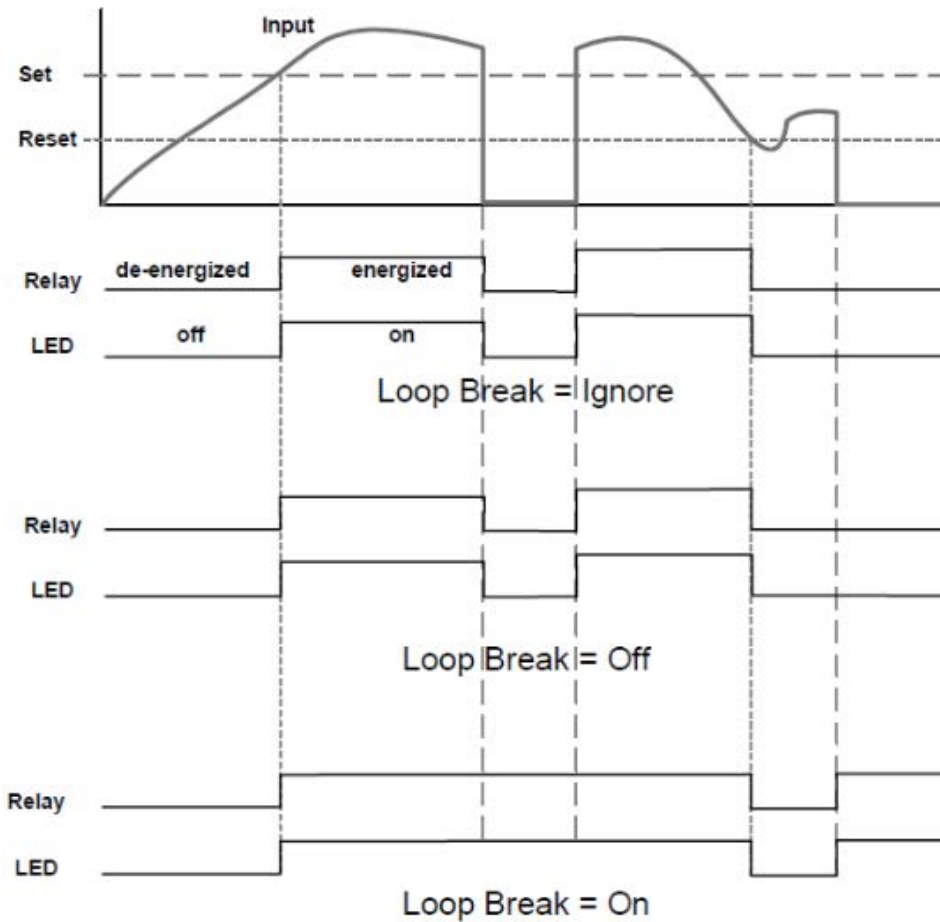 Input
Set
Reset
de-energized energized
Relay
off on
LED
Loop Break = Ignore
Relay
LED
Loop Break = Off
Relay
LED
Loop Break = On